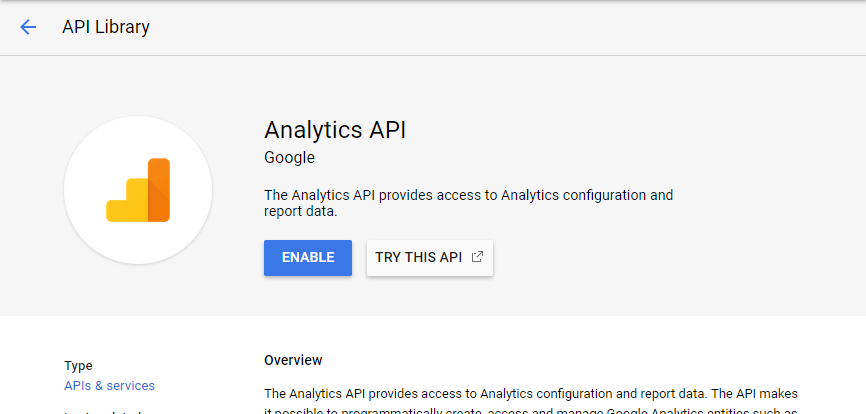 API Library
Analytics API
Google
The Analytics API provides access to Analytics configuration and
report data.
ENABLE
TRY THIS API
Type
APIs & services
Overview
The Analytics API provides access to Analytics configuration and report data. The API makes
it possible to programmatically create, access and manage Google Analytics entities such as